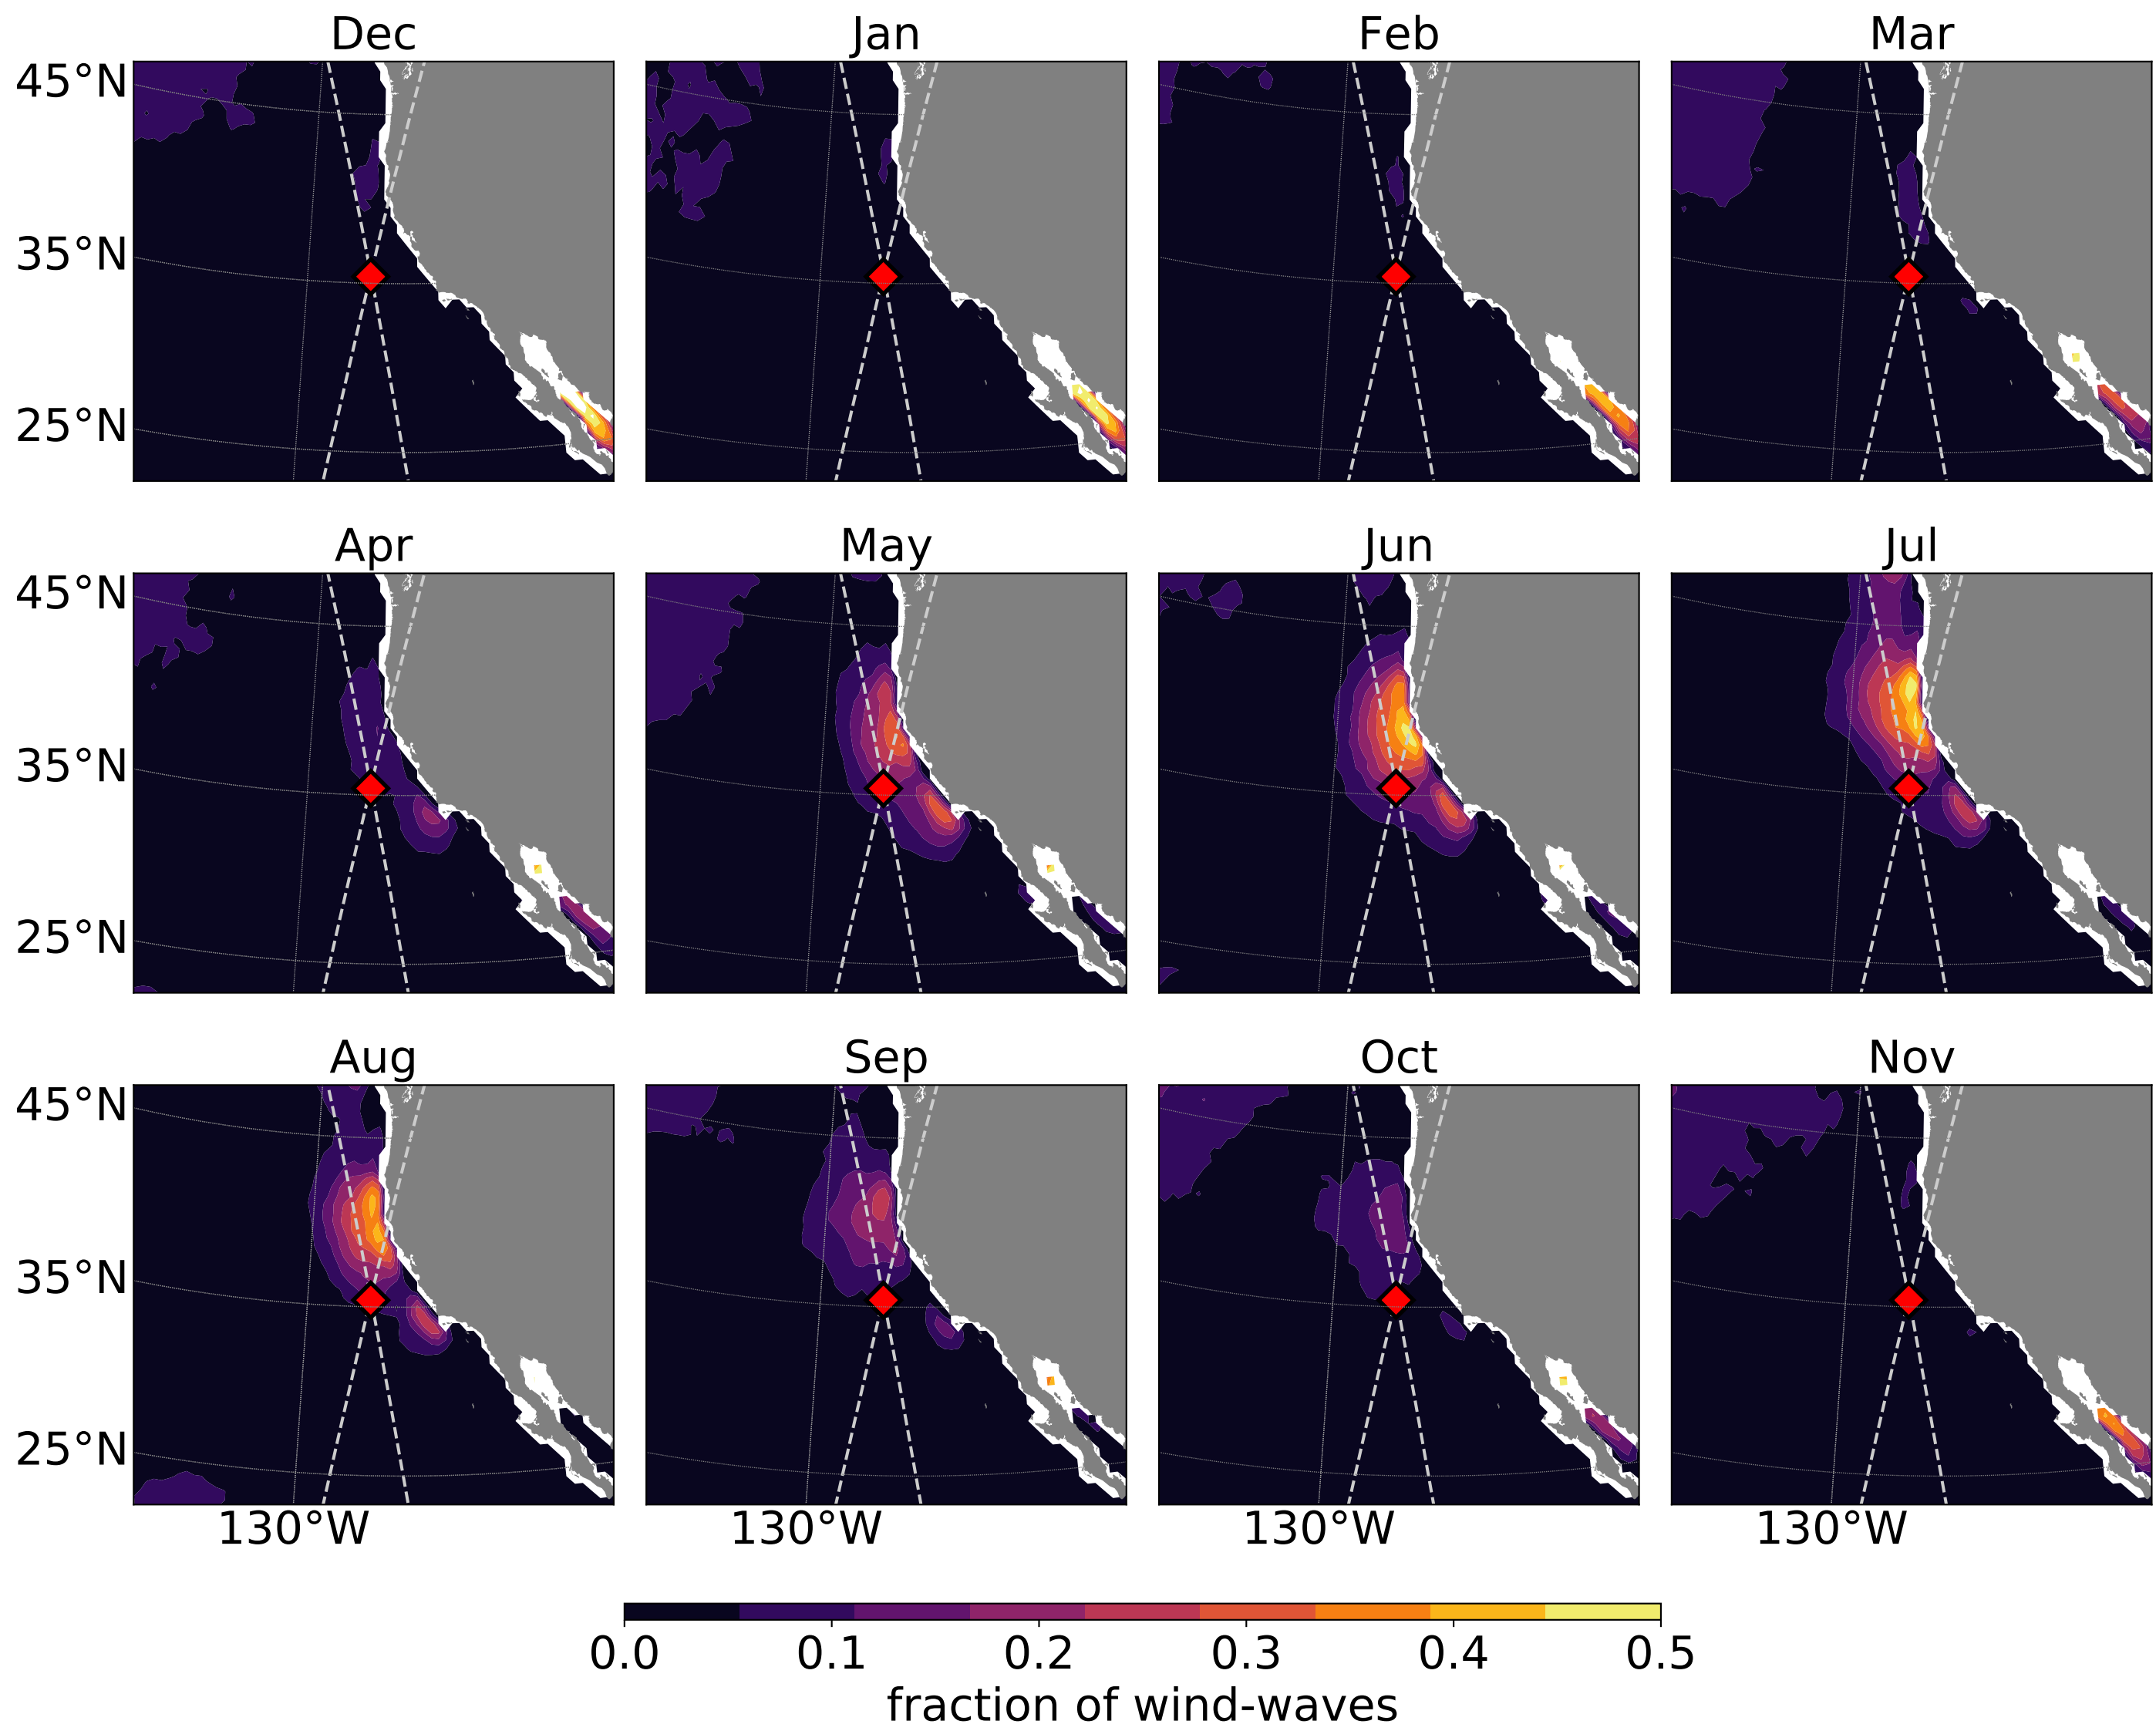 Dec Jan Feb Mar
45°N
35°N
25°N
Apr May Jun Jul
45°N
35°N
25°N
Aug Sep Oct Nov
45°N
35°N
25°N
130°W 130°W 130°W 130°W
0.0 0.1 0.2 0.3 0.4 0.5
fraction of wind-waves